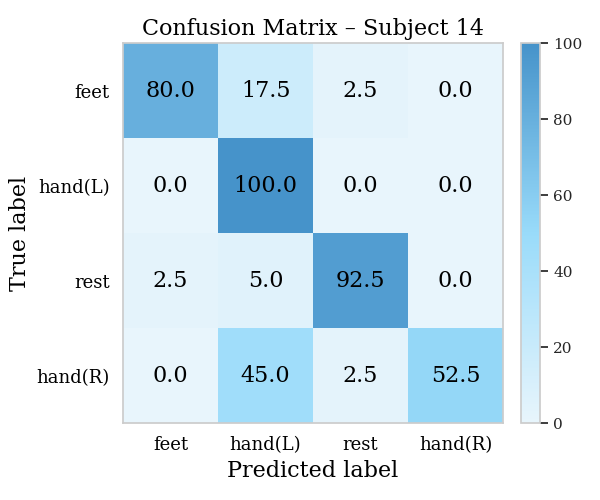 Confusion Matrix – Subject 14
True label
feet 80.0 17.5 2.5 0.0
hand(L) 0.0 100.0 0.0 0.0
rest 2.5 5.0 92.5 0.0
hand(R) 0.0 45.0 2.5 52.5
feet hand(L) rest hand(R)
Predicted label
100
80
60
40
20
0